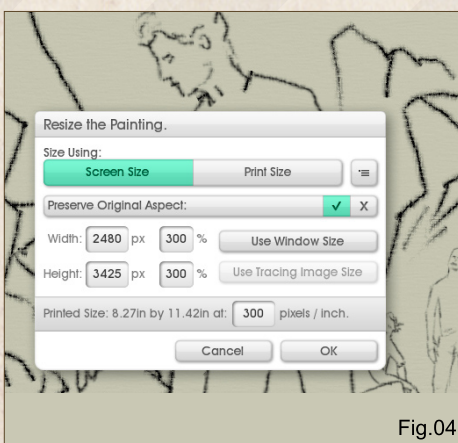 Resize the Painting.
Size Using:
Screen Size Print Size
Preserve Original Aspect: ✓ X
Width: 2480 px 300 % Use Window Size
Height: 3425 px 300 % Use Tracing Image Size
Printed Size: 8.27in by 11.42in at: 300 pixels / inch.
Cancel OK
Fig.04